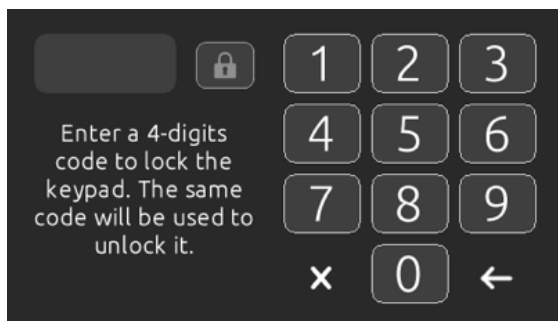 1 2 3
4 5 6
7 8 9
0
Enter a 4-digits
code to lock the
keypad. The same
code will be used to
unlock it.